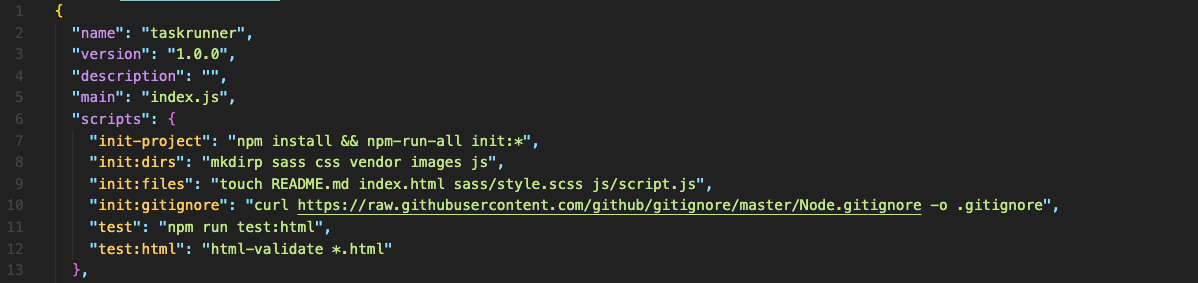 1 {
2 "name": "taskrunner",
3 "version": "1.0.0",
4 "description": "",
5 "main": "index.js",
6 "scripts": {
7 "init-project": "npm install && npm-run-all init:*",
8 "init:dirs": "mkdirp sass css vendor images js",
9 "init:files": "touch README.md index.html sass/style.scss js/script.js",
10 "init:gitignore": "curl https://raw.githubusercontent.com/github/gitignore/master/Node.gitignore -o .gitignore",
11 "test": "npm run test:html",
12 "test:html": "html-validate *.html"
13 },